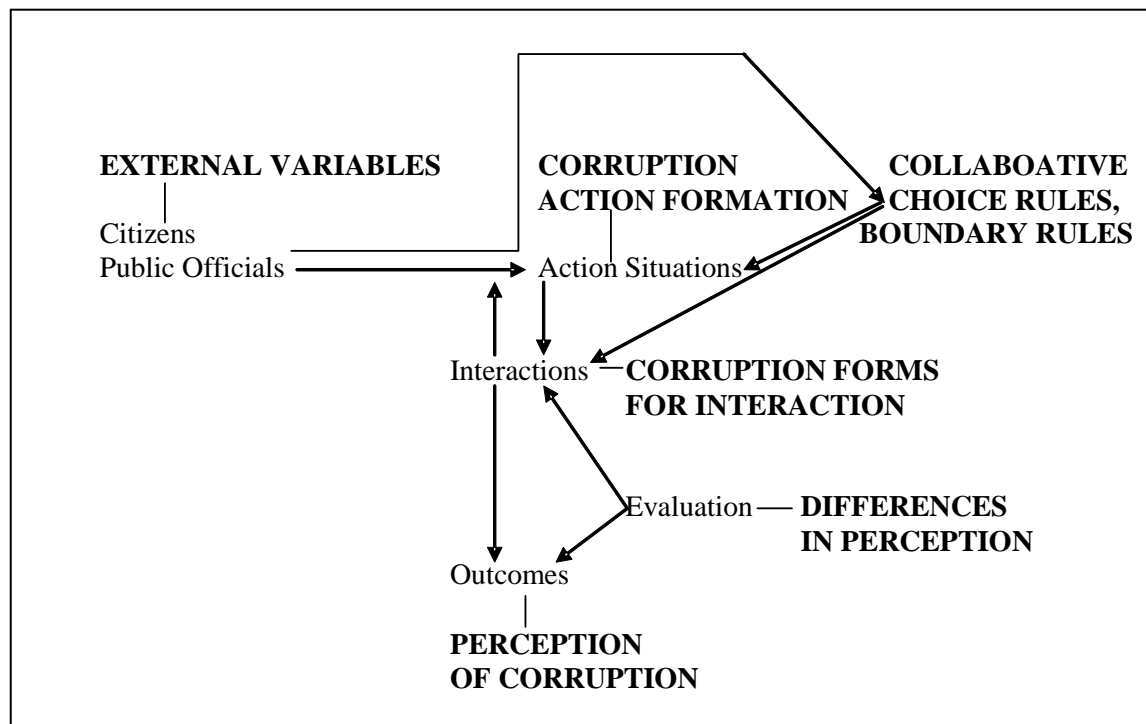 EXTERNAL VARIABLES
Citizens
Public Officials
CORRUPTION
ACTION FORMATION
Action Situations
COLLABOATIVE
CHOICE RULES,
BOUNDARY RULES
Interactions
CORRUPTION FORMS
FOR INTERACTION
Evaluation
DIFFERENCES
IN PERCEPTION
Outcomes
PERCEPTION
OF CORRUPTION